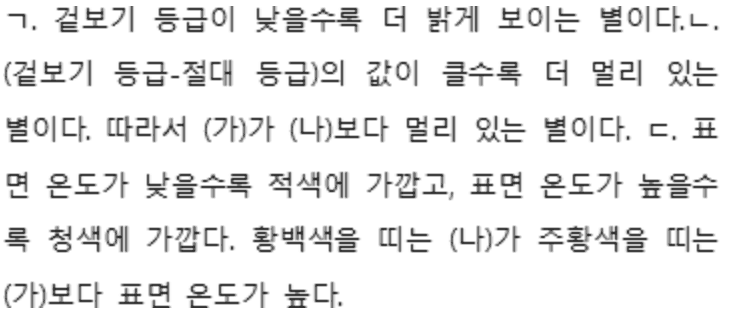 ㄱ. 겉보기 등급이 낮을수록 더 밝게 보이는 별이다.ㄴ.
(겉보기 등급-절대 등급)의 값이 클수록 더 멀리 있는
별이다. 따라서 (가)가 (나)보다 멀리 있는 별이다. ㄷ. 표
면 온도가 낮을수록 적색에 가깝고, 표면 온도가 높을수
록 청색에 가깝다. 황백색을 띠는 (나)가 주황색을 띠는
(가)보다 표면 온도가 높다.